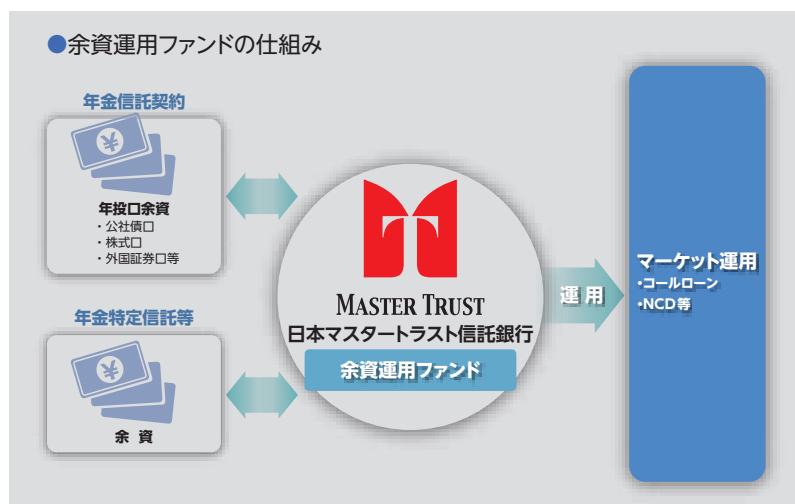 ●余資運用ファンドの仕組み
年金信託契約
¥
年投口余資
・公社債口
・株式口
・外国証券口等
年金特定信託等
¥
余 資
MASTER TRUST
日本マスタートラスト信託銀行
余資運用ファンド
運 用
マーケット運用
・コールローン
・NCD等